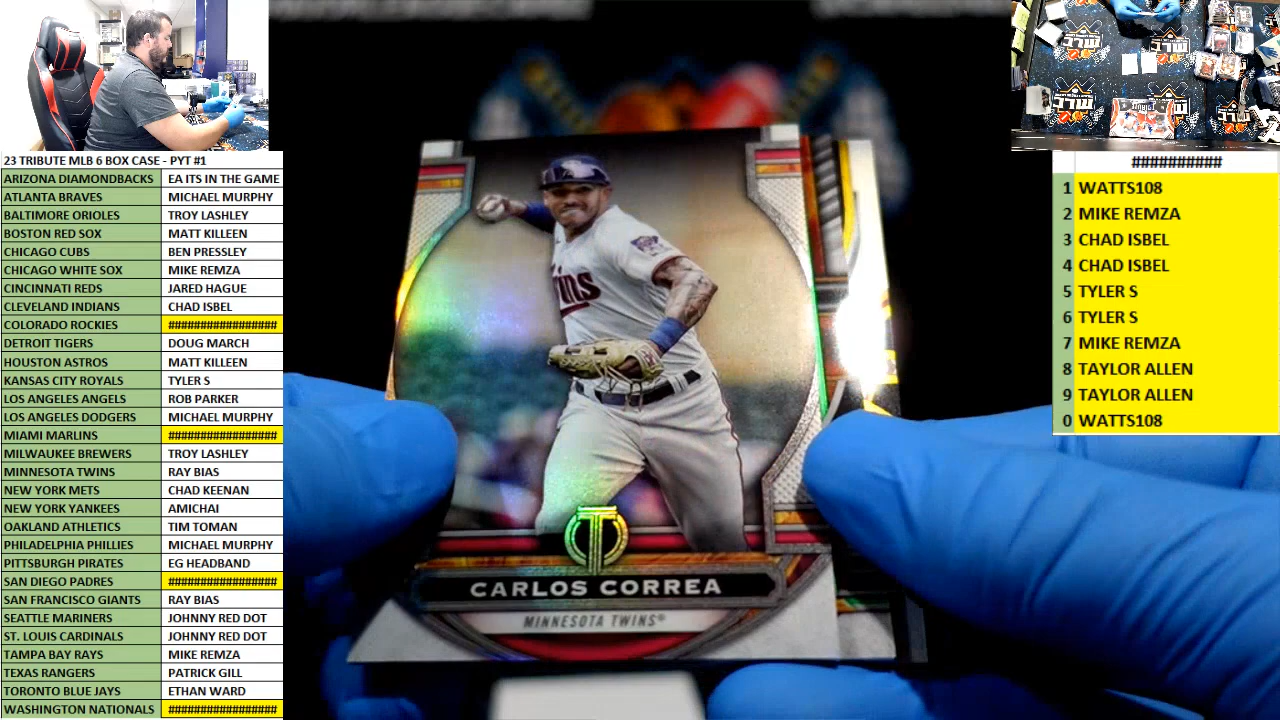 23 TRIBUTE MLB 6 BOX CASE - PYT #1
ARIZONA DIAMONDBACKS EA ITS IN THE GAME
ATLANTA BRAVES MICHAEL MURPHY
BALTIMORE ORIOLES TROY LASHLEY
BOSTON RED SOX MATT KILLEEN
CHICAGO CUBS BEN PRESSLEY
CHICAGO WHITE SOX MIKE REMZA
CINCINNATI REDS JARED HAGUE
CLEVELAND INDIANS CHAD ISBEL
COLORADO ROCKIES #################
DETROIT TIGERS DOUG MARCH
HOUSTON ASTROS MATT KILLEEN
KANSAS CITY ROYALS TYLER S
LOS ANGELES ANGELS ROB PARKER
LOS ANGELES DODGERS MICHAEL MURPHY
MIAMI MARLINS #################
MILWAUKEE BREWERS TROY LASHLEY
MINNESOTA TWINS RAY BIAS
NEW YORK METS CHAD KEENAN
NEW YORK YANKEES AMICHAI
OAKLAND ATHLETICS TIM TOMAN
PHILADELPHIA PHILLIES MICHAEL MURPHY
PITTSBURGH PIRATES EG HEADBAND
SAN DIEGO PADRES #################
SAN FRANCISCO GIANTS RAY BIAS
SEATTLE MARINERS JOHNNY RED DOT
ST. LOUIS CARDINALS JOHNNY RED DOT
TAMPA BAY RAYS MIKE REMZA
TEXAS RANGERS PATRICK GILL
TORONTO BLUE JAYS ETHAN WARD
WASHINGTON NATIONALS #################
CARLOS CORREA
MINNESOTA TWINS®
##########
1 WATTS108
2 MIKE REMZA
3 CHAD ISBEL
4 CHAD ISBEL
5 TYLER S
6 TYLER S
7 MIKE REMZA
8 TAYLOR ALLEN
9 TAYLOR ALLEN
0 WATTS108